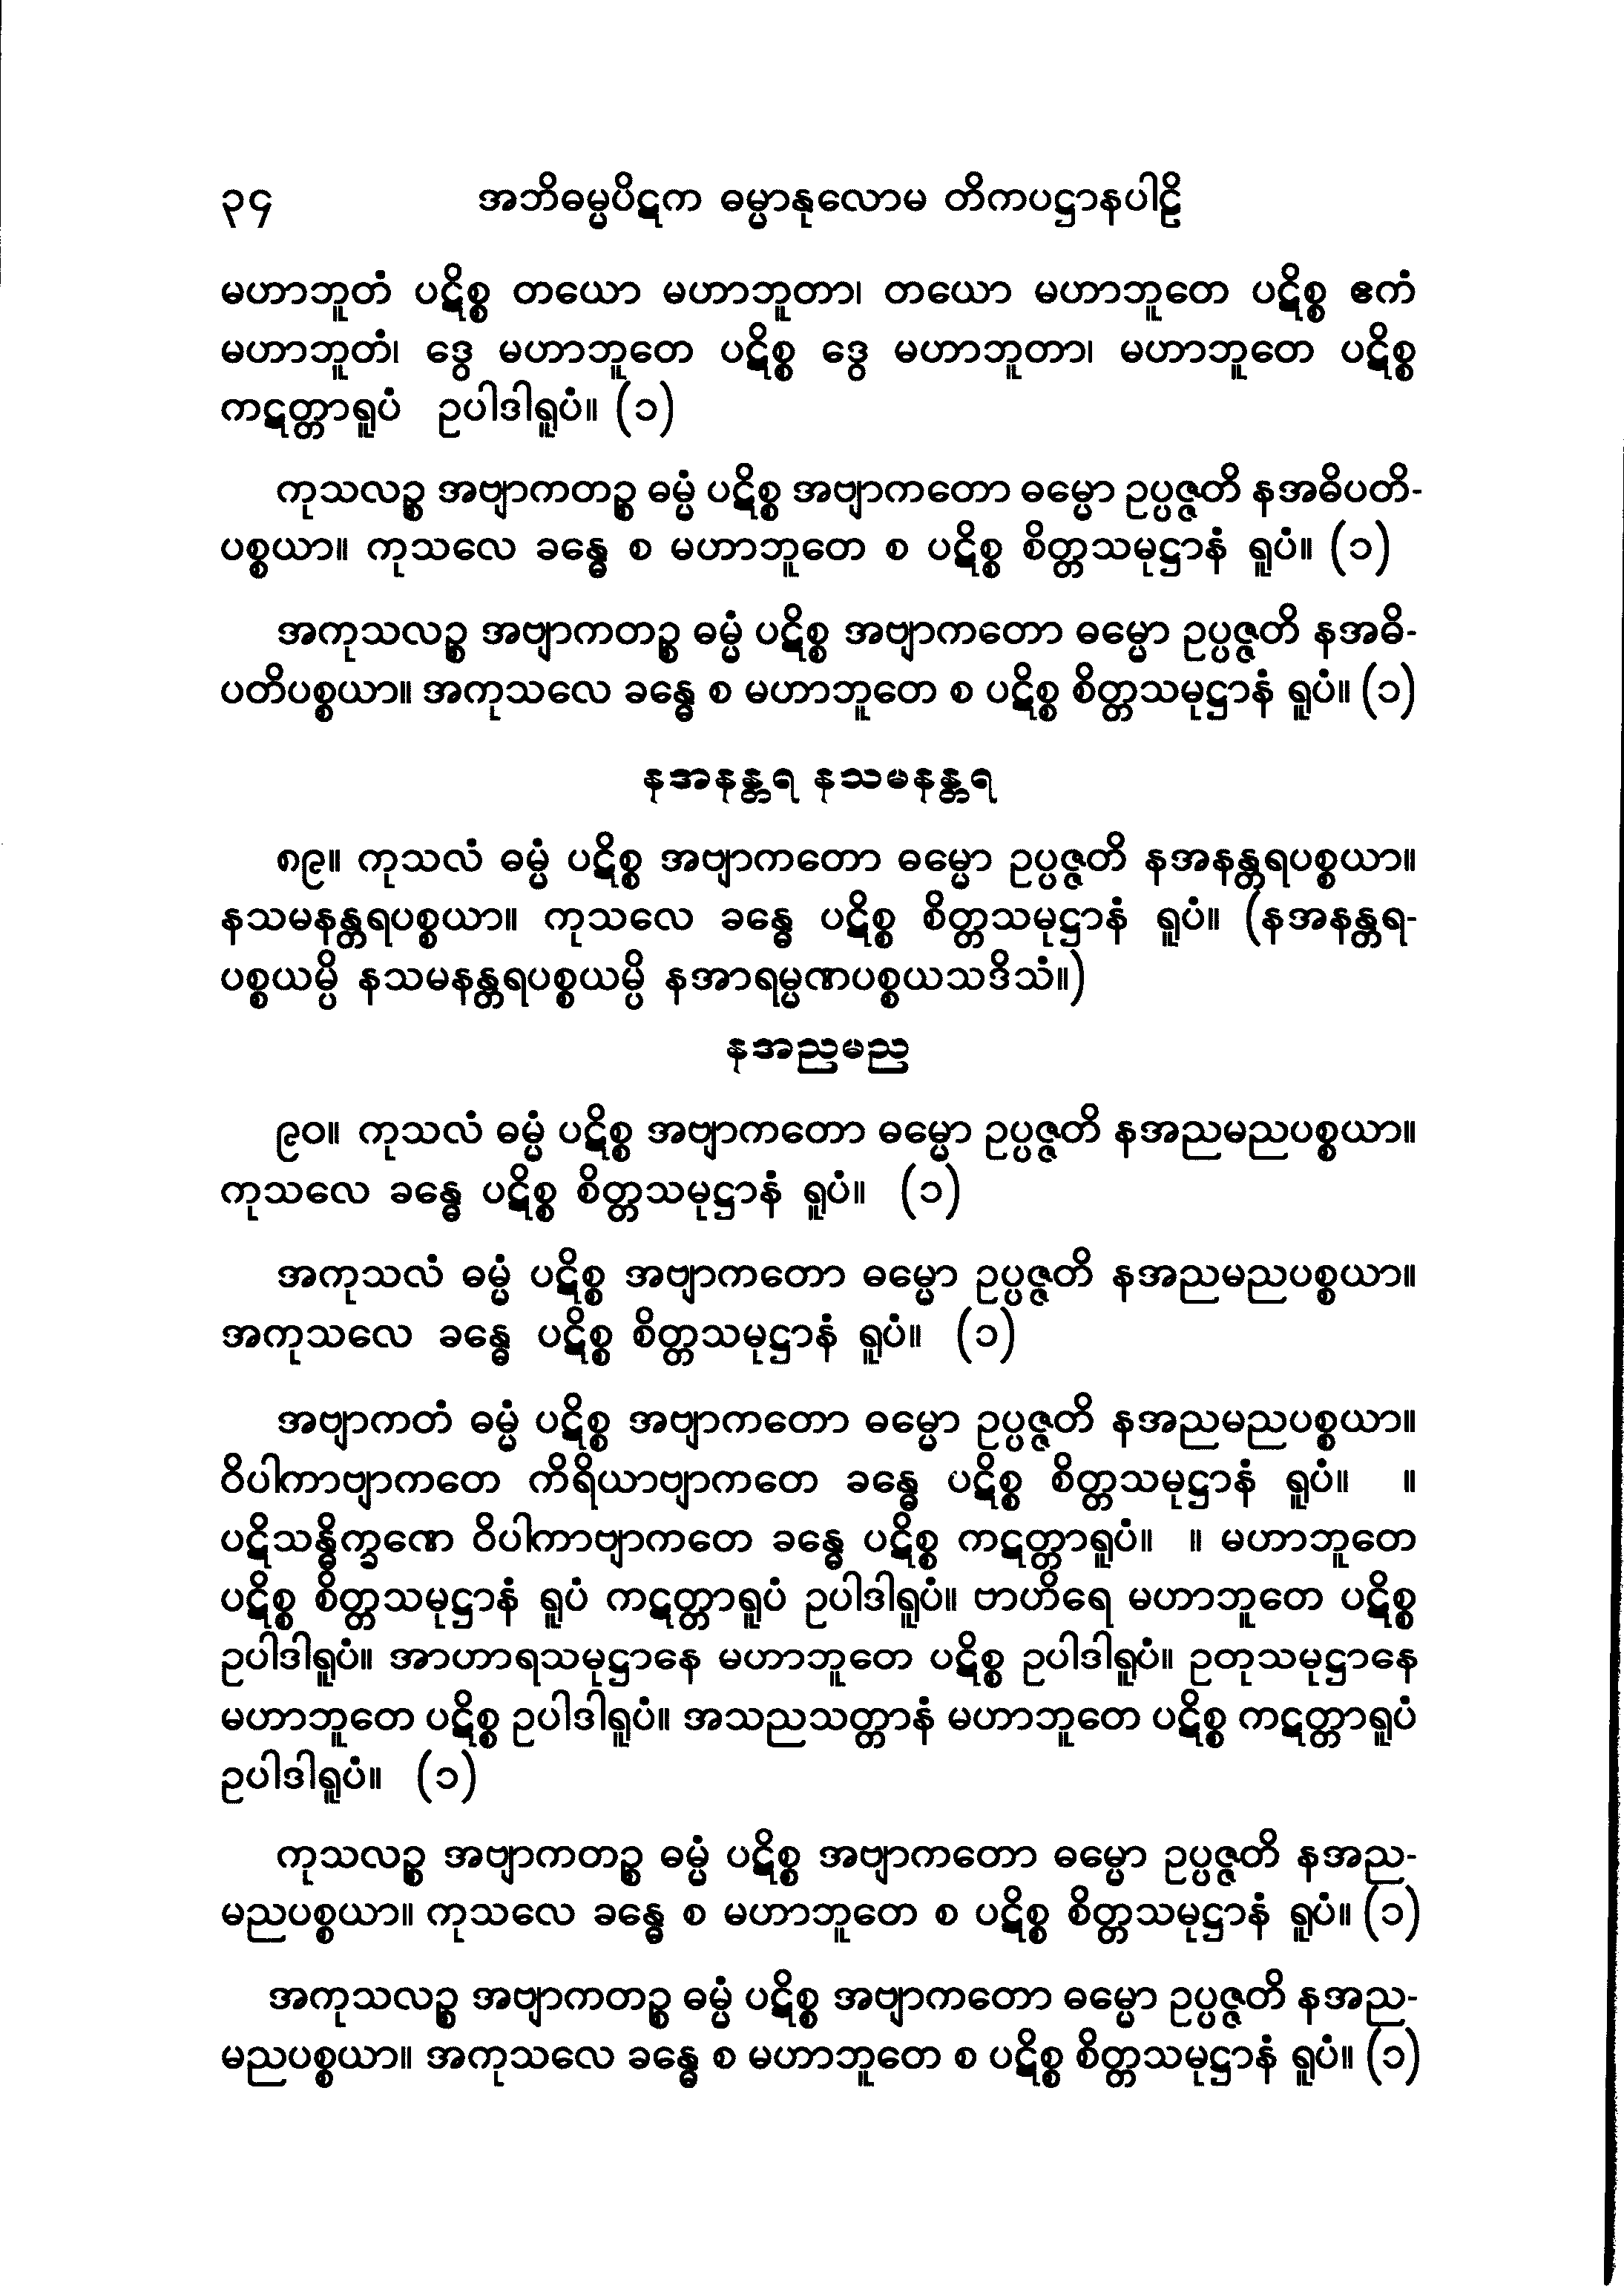 ၃၄ အဘိဓမ္မပိဋက ဓမ္မာနုလောမ တိကပဋ္ဌာနပါဠိ
မဟာဘူတံ ပဋိစ္စ တယော မဟာဘူတာ၊ တယော မဟာဘူတေ ပဋိစ္စ ဧကံ
မဟာဘူတံ၊ ဒွေ မဟာဘူတေ ပဋိစ္စ ဒွေ မဟာဘူတာ၊ မဟာဘူတေ ပဋိစ္စ
ကဋတ္တာရူပံ ဥပါဒါရူပံ။ (၁)
ကုသလဉ္စ အဗျာကတဉ္စ ဓမ္မံ ပဋိစ္စ အဗျာကတော ဓမ္မော ဥပ္ပဇ္ဇတိ နအဓိပတိ-
ပစ္စယာ။ ကုသလေ ခန္ဓေ စ မဟာဘူတေ စ ပဋိစ္စ စိတ္တသမုဋ္ဌာနံ ရူပံ။ (၁)
အကုသလဉ္စ အဗျာကတဉ္စ ဓမ္မံ ပဋိစ္စ အဗျာကတော ဓမ္မော ဥပ္ပဇ္ဇတိ နအဓိ-
ပတိပစ္စယာ။ အကုသလေ ခန္ဓေ စ မဟာဘူတေ စ ပဋိစ္စ စိတ္တသမုဋ္ဌာနံ ရူပံ။ (၁)
နအနန္တရ နသမနန္တရ
၈၉။ ကုသလံ ဓမ္မံ ပဋိစ္စ အဗျာကတော ဓမ္မော ဥပ္ပဇ္ဇတိ နအနန္တရပစ္စယာ။
နသမနန္တရပစ္စယာ။ ကုသလေ ခန္ဓေ ပဋိစ္စ စိတ္တသမုဋ္ဌာနံ ရူပံ။ (နအနန္တရ-
ပစ္စယမ္ပိ နသမနန္တရပစ္စယမ္ပိ နအာရမ္မဏပစ္စယသဒိသံ။)
နအညမည
၉၀။ ကုသလံ ဓမ္မံ ပဋိစ္စ အဗျာကတော ဓမ္မော ဥပ္ပဇ္ဇတိ နအညမညပစ္စယာ။
ကုသလေ ခန္ဓေ ပဋိစ္စ စိတ္တသမုဋ္ဌာနံ ရူပံ။ (၁)
အကုသလံ ဓမ္မံ ပဋိစ္စ အဗျာကတော ဓမ္မော ဥပ္ပဇ္ဇတိ နအညမညပစ္စယာ။
အကုသလေ ခန္ဓေ ပဋိစ္စ စိတ္တသမုဋ္ဌာနံ ရူပံ။ (၁)
အဗျာကတံ ဓမ္မံ ပဋိစ္စ အဗျာကတော ဓမ္မော ဥပ္ပဇ္ဇတိ နအညမညပစ္စယာ။
ဝိပါကာဗျာကတေ ကိရိယာဗျာကတေ ခန္ဓေ ပဋိစ္စ စိတ္တသမုဋ္ဌာနံ ရူပံ။ ။
ပဋိသန္ဓိက္ခဏေ ဝိပါကာဗျာကတေ ခန္ဓေ ပဋိစ္စ ကဋတ္တာရူပံ။ ။ မဟာဘူတေ
ပဋိစ္စ စိတ္တသမုဋ္ဌာနံ ရူပံ ကဋတ္တာရူပံ ဥပါဒါရူပံ။ ဗာဟိရေ မဟာဘူတေ ပဋိစ္စ
ဥပါဒါရူပံ။ အာဟာရသမုဋ္ဌာနေ မဟာဘူတေ ပဋိစ္စ ဥပါဒါရူပံ။ ဥတုသမုဋ္ဌာနေ
မဟာဘူတေ ပဋိစ္စ ဥပါဒါရူပံ။ အသညသတ္တာနံ မဟာဘူတေ ပဋိစ္စ ကဋတ္တာရူပံ
ဥပါဒါရူပံ။ (၁)
ကုသလဉ္စ အဗျာကတဉ္စ ဓမ္မံ ပဋိစ္စ အဗျာကတော ဓမ္မော ဥပ္ပဇ္ဇတိ နအည-
မညပစ္စယာ။ ကုသလေ ခန္ဓေ စ မဟာဘူတေ စ ပဋိစ္စ စိတ္တသမုဋ္ဌာနံ ရူပံ။ (၁)
အကုသလဉ္စ အဗျာကတဉ္စ ဓမ္မံ ပဋိစ္စ အဗျာကတော ဓမ္မော ဥပ္ပဇ္ဇတိ နအည-
မညပစ္စယာ။ အကုသလေ ခန္ဓေ စ မဟာဘူတေ စ ပဋိစ္စ စိတ္တသမုဋ္ဌာနံ ရူပံ။ (၁)